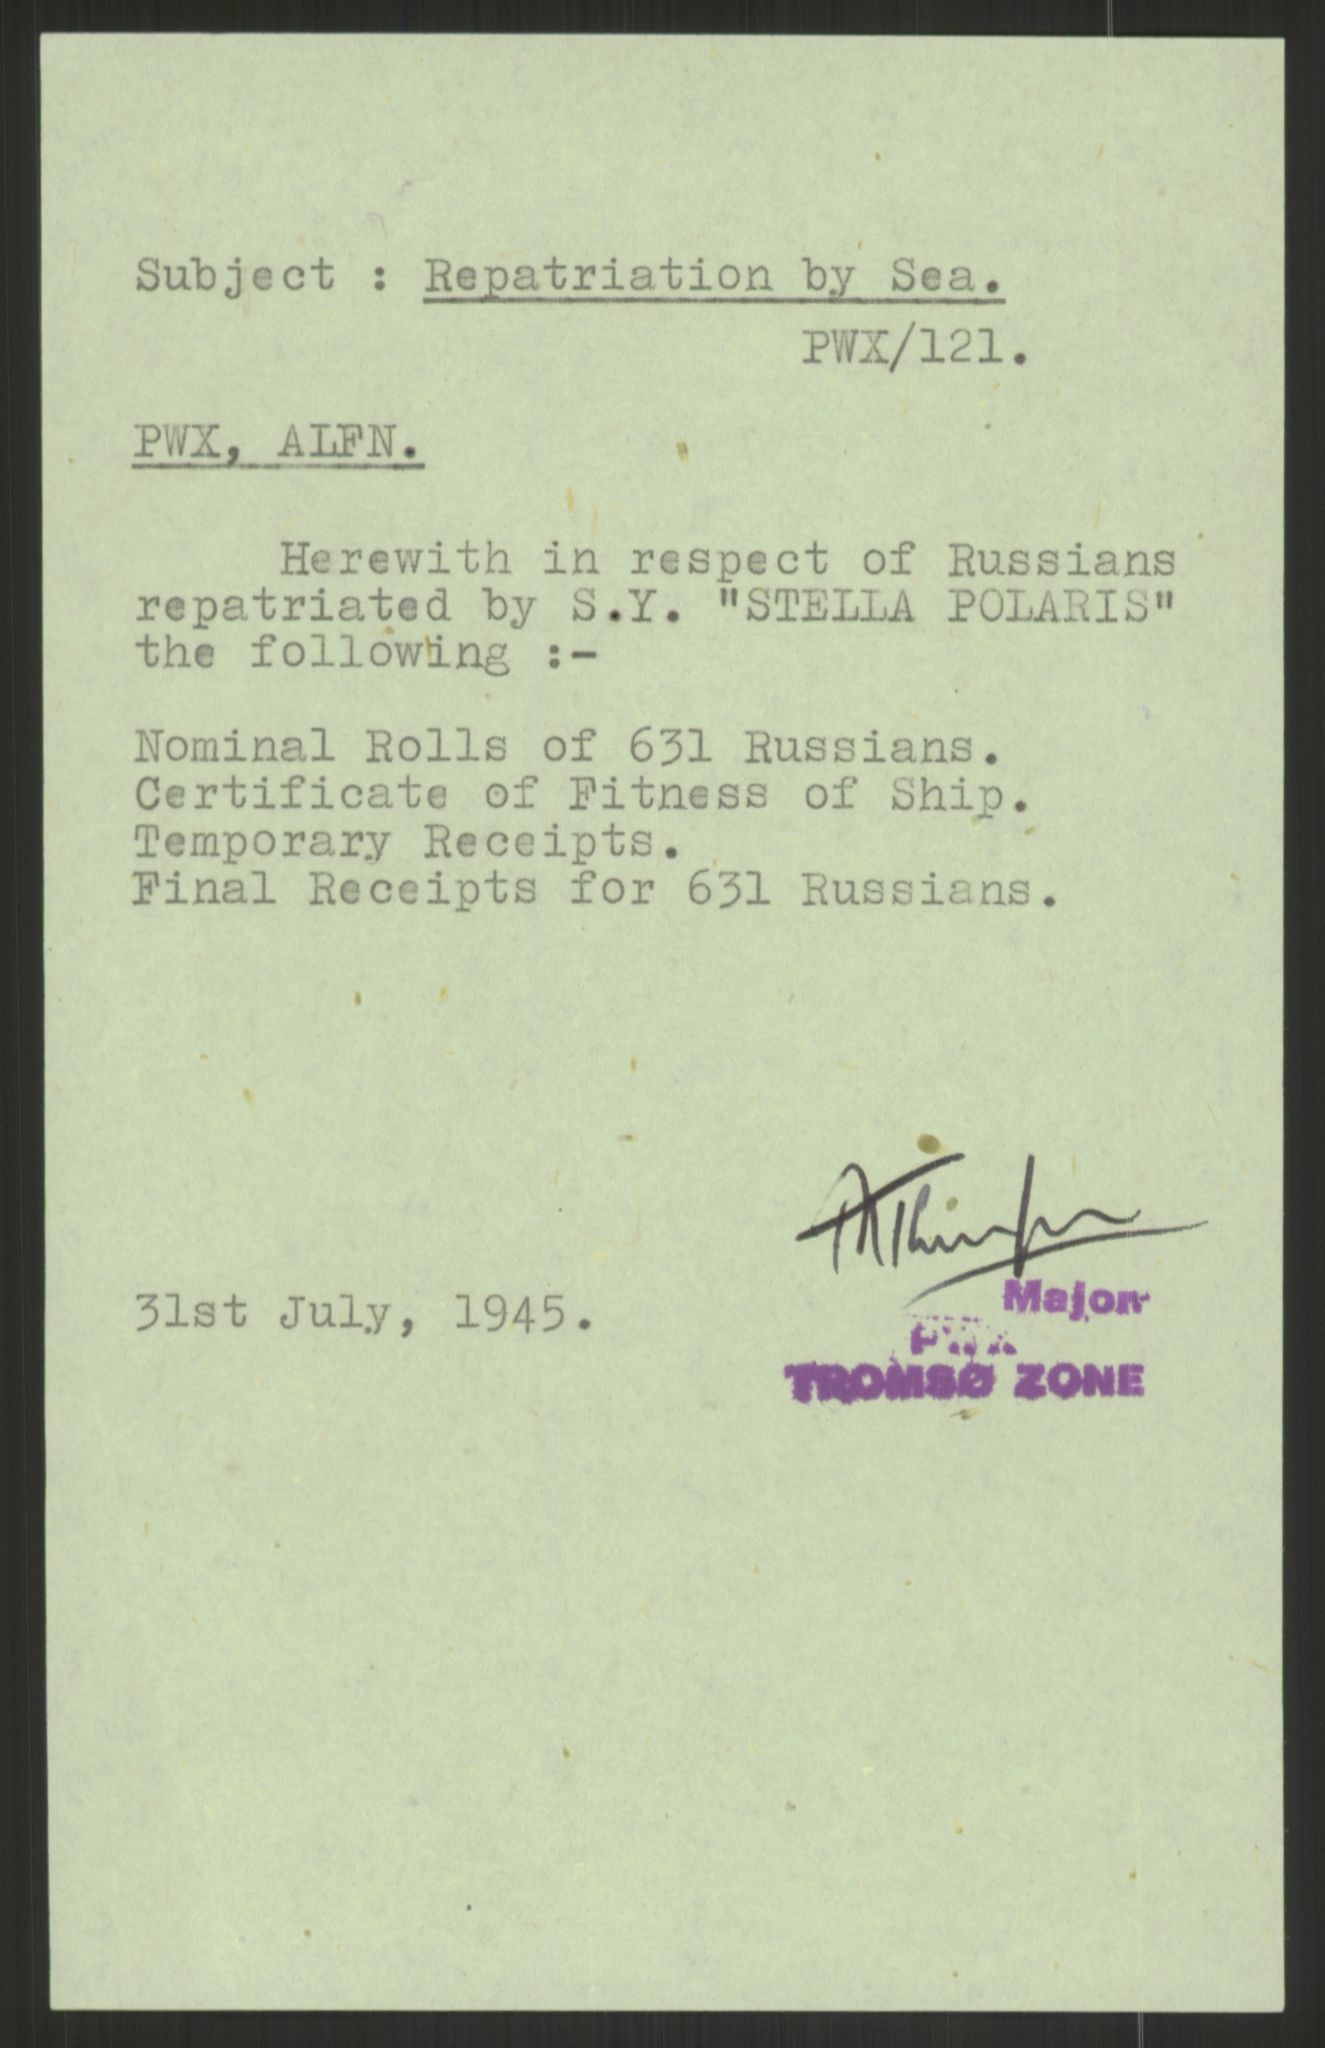 Subject : Repatriation by Sea.
PWX/121.
PWX, ALFN.
Herewith in respect of Russians
repatriated by S.Y. "STELLA POLARIS"
the following :-
Nominal Rolls of 631 Russians.
Certificate of Fitness of Ship.
Temporary Receipts.
Final Receipts for 631 Russians.
31st July, 1945.
Major
PWX
TROMSØ ZONE